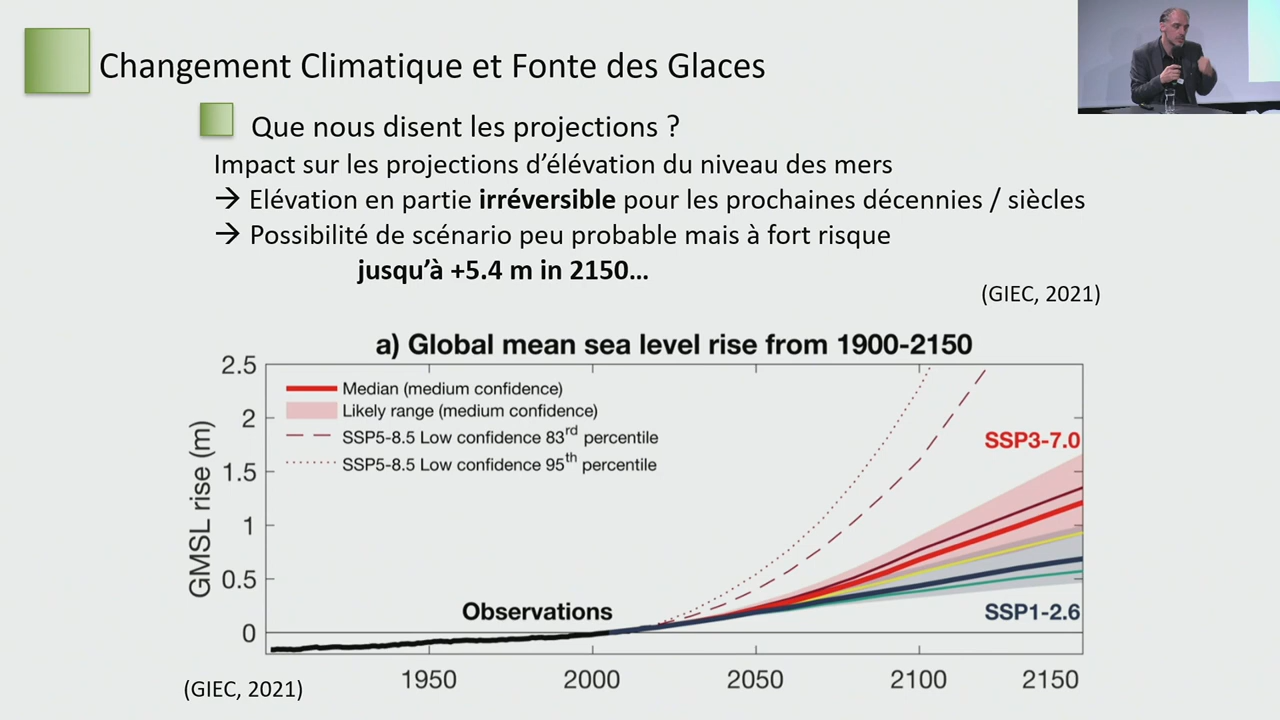 Changement Climatique et Fonte des Glaces
Que nous disent les projections ?
Impact sur les projections d’élévation du niveau des mers
→ Elévation en partie irréversible pour les prochaines décennies / siècles
→ Possibilité de scénario peu probable mais à fort risque
jusqu’à +5.4 m in 2150…
(GIEC, 2021)
a) Global mean sea level rise from 1900-2150
GMSL rise (m)
2.5
2
1.5
1
0.5
0
Median (medium confidence)
Likely range (medium confidence)
SSP5-8.5 Low confidence 83rd percentile
SSP5-8.5 Low confidence 95th percentile
SSP3-7.0
Observations
SSP1-2.6
1950
2000
2050
2100
2150
(GIEC, 2021)